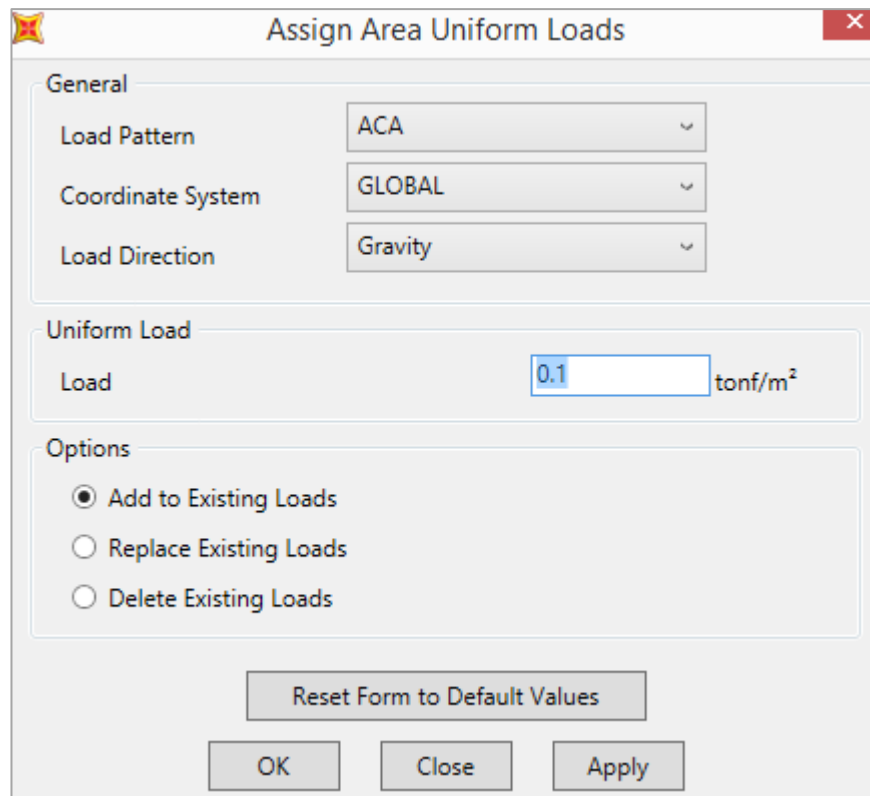 Assign Area Uniform Loads
General
Load Pattern ACA
Coordinate System GLOBAL
Load Direction Gravity
Uniform Load
Load 0.1 tonf/m²
Options
Add to Existing Loads
Replace Existing Loads
Delete Existing Loads
Reset Form to Default Values
OK Close Apply